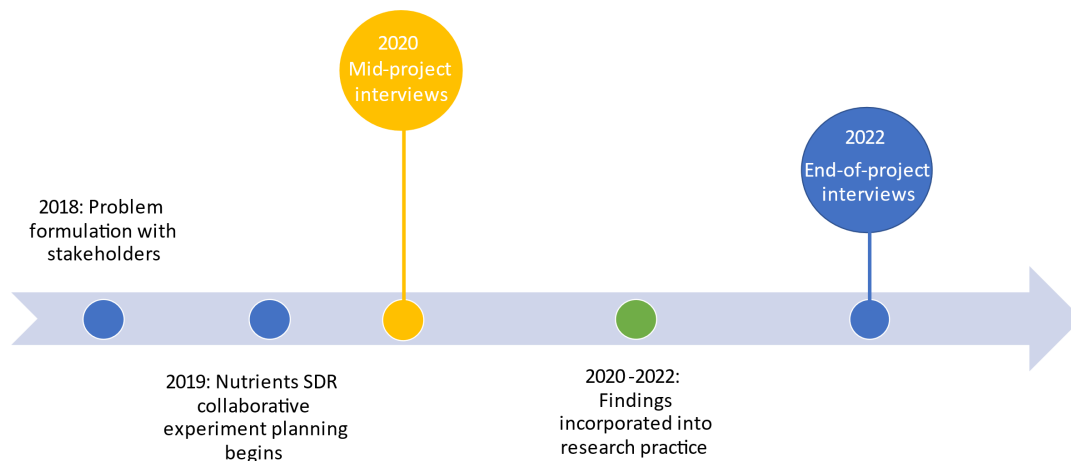 2020
Mid-project
interviews
2022
End-of-project
interviews
2018: Problem
formulation with
stakeholders
2019: Nutrients SDR
collaborative
experiment planning
begins
2020-2022:
Findings
incorporated into
research practice